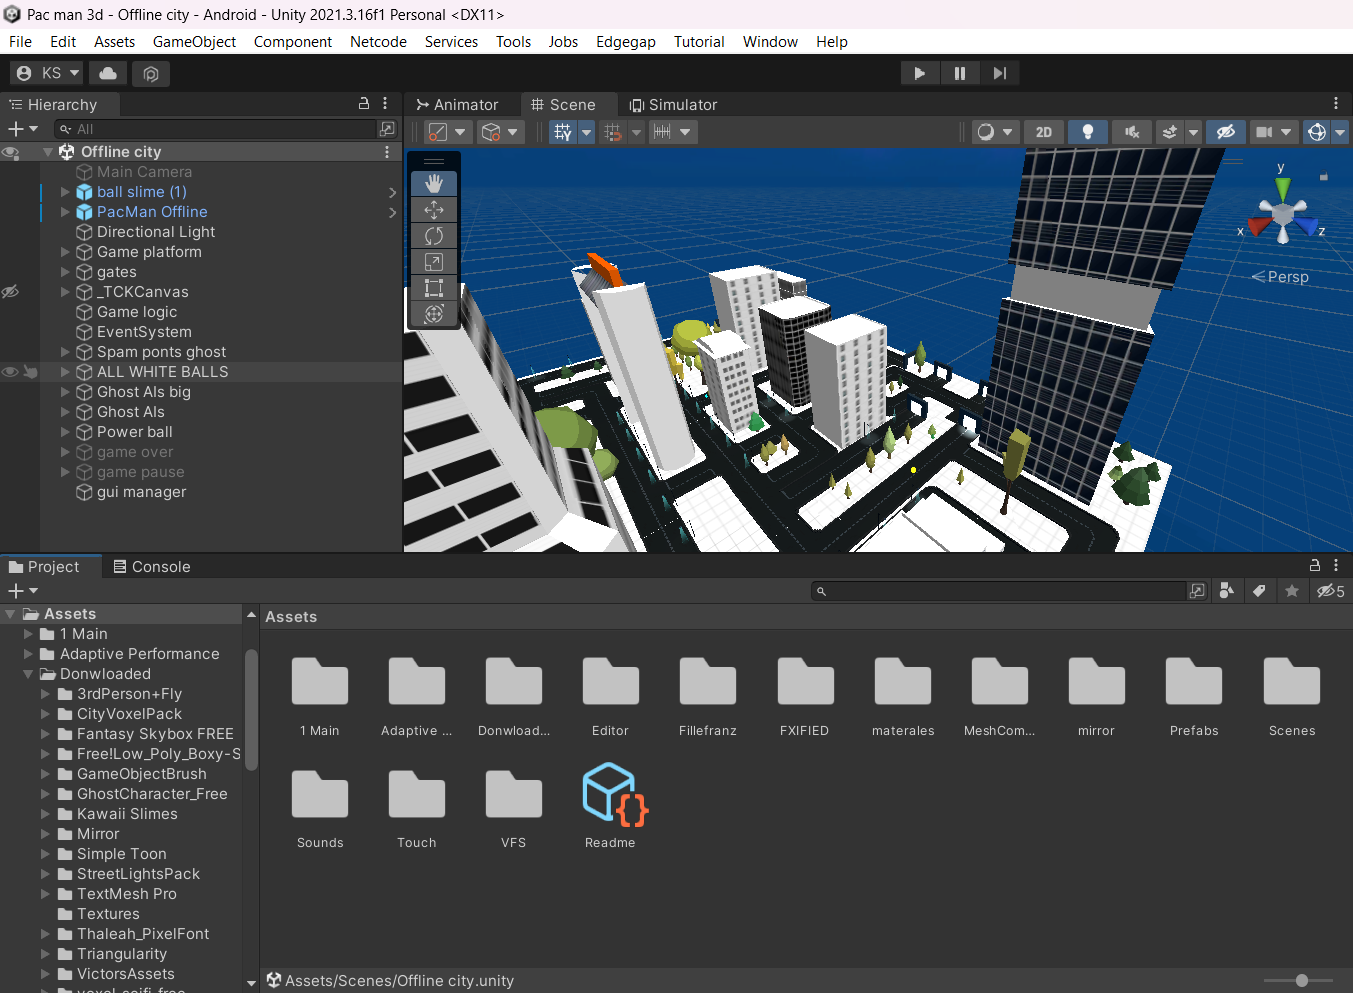 Pac man 3d - Offline city - Android - Unity 2021.3.16f1 Personal <DX11>
File Edit Assets GameObject Component Netcode Services Tools Jobs Edgegap Tutorial Window Help
KS
Hierarchy
All
Offline city
Main Camera
ball slime (1)
PacMan Offline
Directional Light
Game platform
gates
_TCKCanvas
Game logic
EventSystem
Spam ponts ghost
ALL WHITE BALLS
Ghost AIs big
Ghost AIs
Power ball
game over
game pause
gui manager
Animator Scene Simulator
2D
y
x z
Persp
Project Console
5
Assets
1 Main
Adaptive Performance
Donwloaded
3rdPerson+Fly
CityVoxelPack
Fantasy Skybox FREE
Free!Low_Poly_Boxy-S
GameObjectBrush
GhostCharacter_Free
Kawaii Slimes
Mirror
Simple Toon
StreetLightsPack
TextMesh Pro
Textures
Thaleah_PixelFont
Triangularity
VictorsAssets
Assets
1 Main Adaptive ... Donwload... Editor Fillefranz FXIFIED materales MeshCom... mirror Prefabs Scenes
Sounds Touch VFS Readme
Assets/Scenes/Offline city.unity